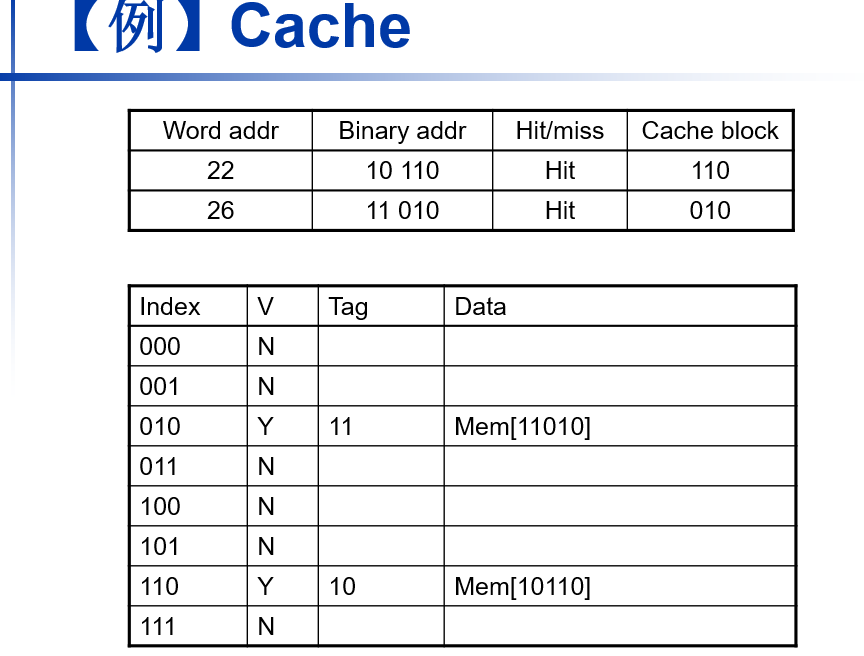 【例】Cache
Word addr Binary addr Hit/miss Cache block
22 10 110 Hit 110
26 11 010 Hit 010
Index V Tag Data
000 N
001 N
010 Y 11 Mem[11010]
011 N
100 N
101 N
110 Y 10 Mem[10110]
111 N